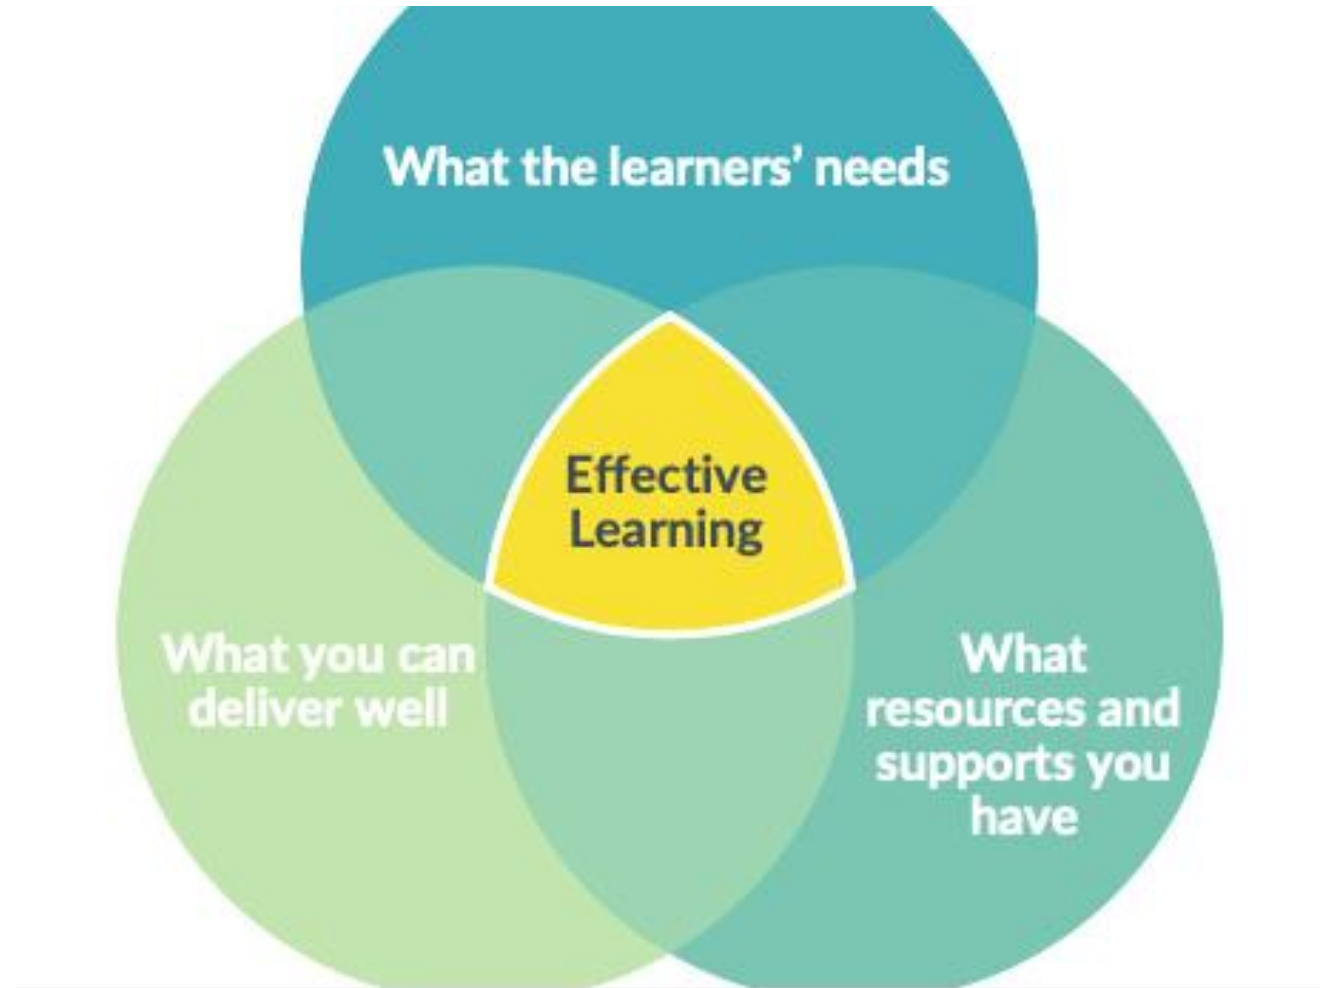 What the learners’ needs
Effective
Learning
What you can
deliver well
What
resources and
supports you
have